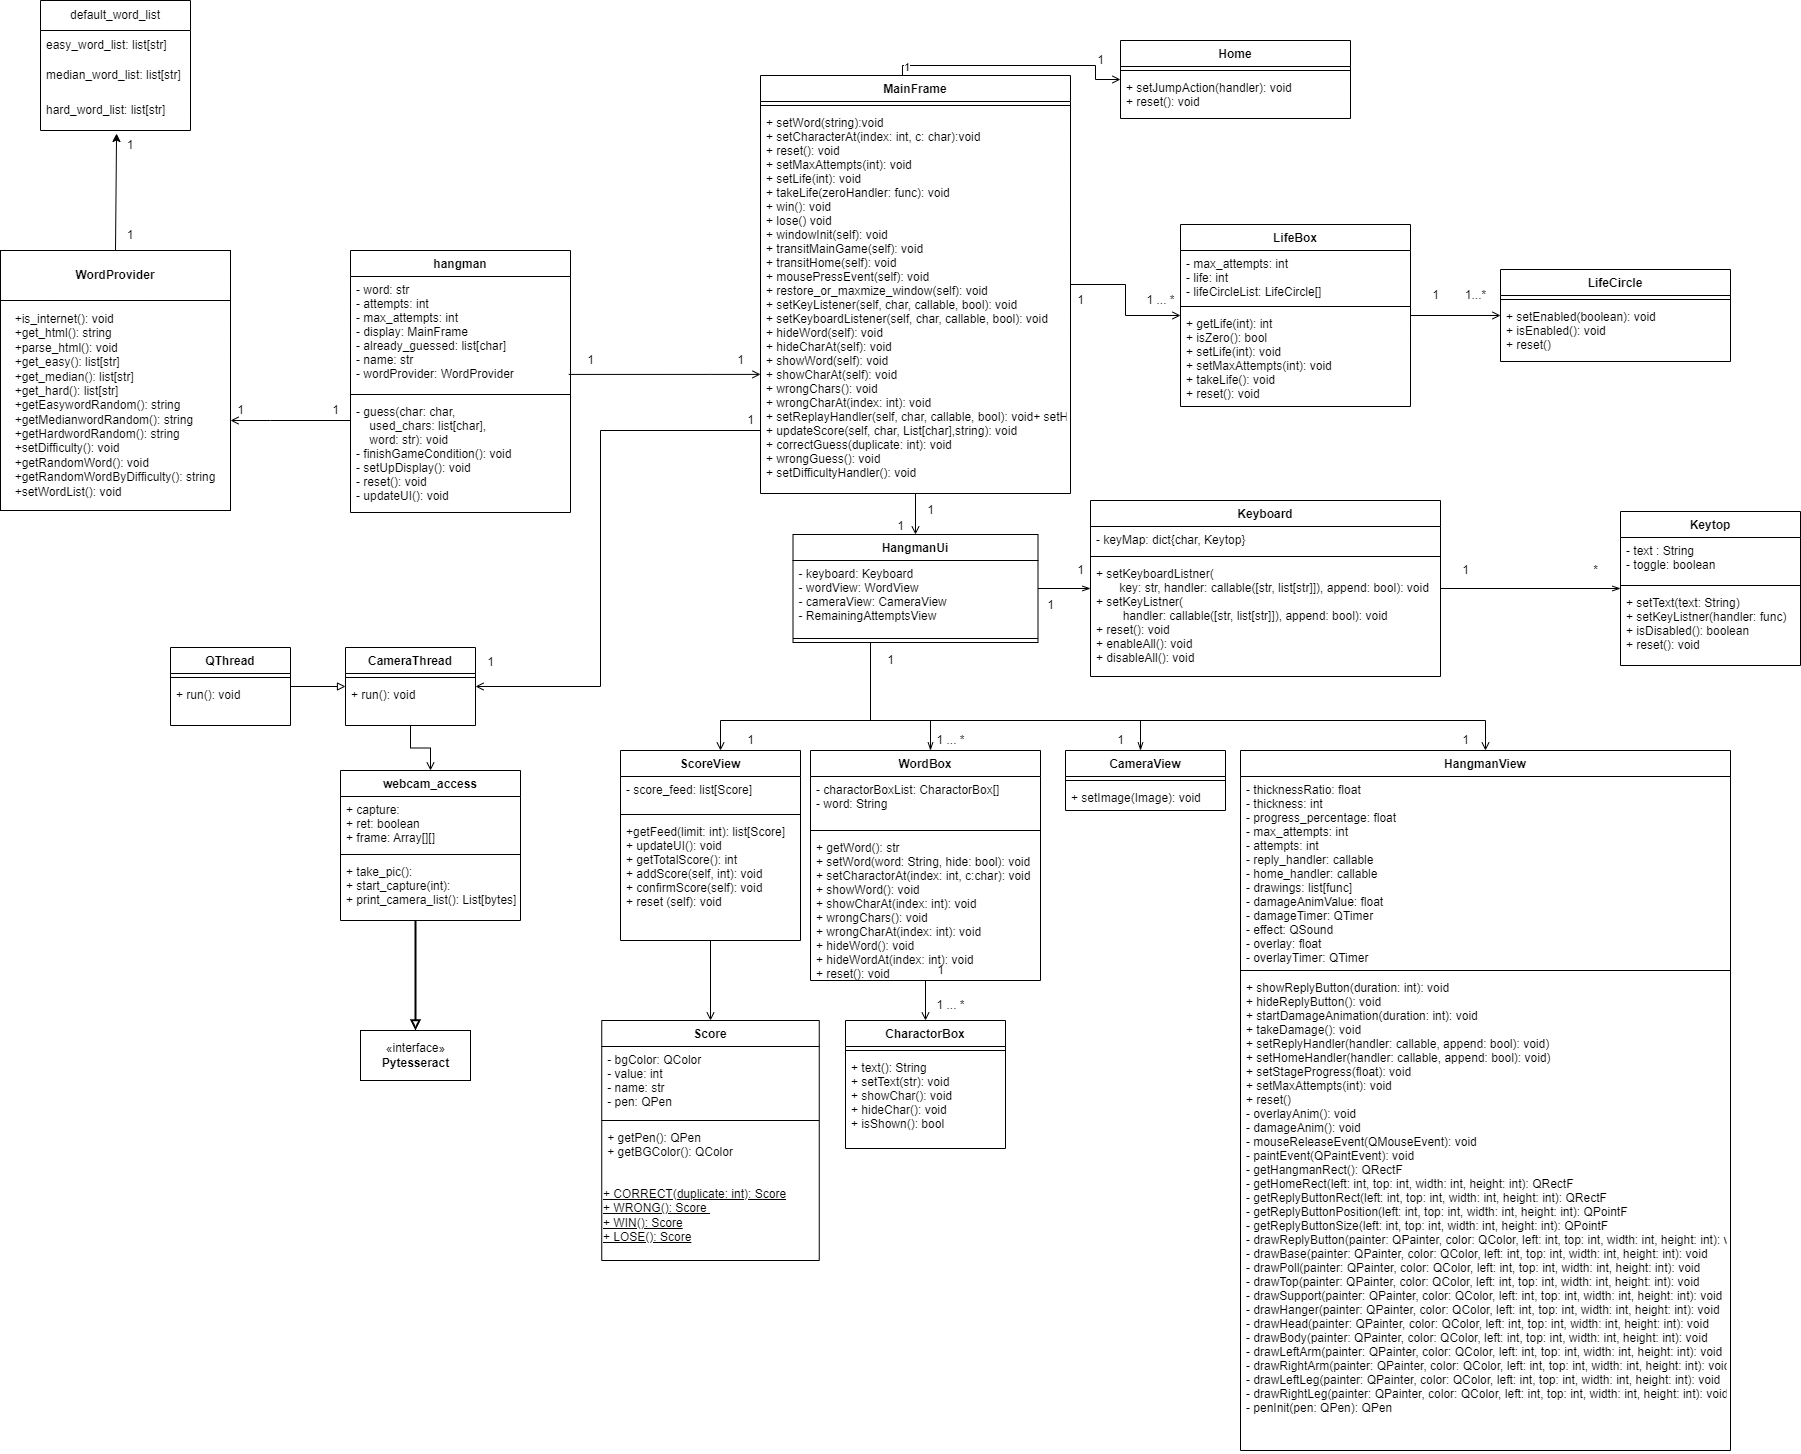 default_word_list
easy_word_list: list[str]
median_word_list: list[str]
hard_word_list: list[str]
1
1
WordProvider
+is_internet(): void
+get_html(): string
+parse_html(): void
+get_easy(): list[str]
+get_median(): list[str]
+get_hard(): list[str]
+getEasywordRandom(): string
+getMedianwordRandom(): string
+getHardwordRandom(): string
+setDifficulty(): void
+getRandomWord(): void
+getRandomWordByDifficulty(): string
+setWordList(): void
1
1
hangman
- word: str
- attempts: int
- max_attempts: int
- display: MainFrame
- already_guessed: list[char]
- name: str
- wordProvider: WordProvider
- guess(char: char,
used_chars: list[char],
word: str): void
- finishGameCondition(): void
- setUpDisplay(): void
- reset(): void
- updateUI(): void
1
1
1
MainFrame
+ setWord(string):void
+ setCharacterAt(index: int, c: char):void
+ reset(): void
+ setMaxAttempts(int): void
+ setLife(int): void
+ takeLife(zeroHandler: func): void
+ win(): void
+ lose() void
+ windowInit(self): void
+ transitMainGame(self): void
+ transitHome(self): void
+ mousePressEvent(self): void
+ restore_or_maxmize_window(self): void
+ setKeyListener(self, char, callable, bool): void
+ setKeyboardListener(self, char, callable, bool): void
+ hideWord(self): void
+ hideCharAt(self): void
+ showWord(self): void
+ showCharAt(self): void
+ wrongChars(): void
+ wrongCharAt(index: int): void
+ setReplayHandler(self, char, callable, bool): void+ setH
+ updateScore(self, char, List[char],string): void
+ correctGuess(duplicate: int): void
+ wrongGuess(): void
+ setDifficultyHandler(): void
1
1
Home
+ setJumpAction(handler): void
+ reset(): void
1
1 ... *
LifeBox
- max_attempts: int
- life: int
- lifeCircleList: LifeCircle[]
+ getLife(int): int
+ isZero(): bool
+ setLife(int): void
+ setMaxAttempts(int): void
+ takeLife(): void
+ reset(): void
1
1...*
LifeCircle
+ setEnabled(boolean): void
+ isEnabled(): void
+ reset()
1
1
HangmanUi
- keyboard: Keyboard
- wordView: WordView
- cameraView: CameraView
- RemainingAttemptsView
1
1
Keyboard
- keyMap: dict{char, Keytop}
+ setKeyboardListner(
key: str, handler: callable([str, list[str]]), append: bool): void
+ setKeyListner(
handler: callable([str, list[str]]), append: bool): void
+ reset(): void
+ enableAll(): void
+ disableAll(): void
1
*
Keytop
- text : String
- toggle: boolean
+ setText(text: String)
+ setKeyListner(handler: func)
+ isDisabled(): boolean
+ reset(): void
QThread
+ run(): void
CameraThread
+ run(): void
1
webcam_access
+ capture:
+ ret: boolean
+ frame: Array[][]
+ take_pic():
+ start_capture(int):
+ print_camera_list(): List[bytes]
«interface»
Pytesseract
1
1
ScoreView
- score_feed: list[Score]
+getFeed(limit: int): list[Score]
+ updateUI(): void
+ getTotalScore(): int
+ addScore(self, int): void
+ confirmScore(self): void
+ reset (self): void
Score
- bgColor: QColor
- value: int
- name: str
- pen: QPen
+ getPen(): QPen
+ getBGColor(): QColor
+ CORRECT(duplicate: int): Score
+ WRONG(): Score
+ WIN(): Score
+ LOSE(): Score
1 ... *
WordBox
- charactorBoxList: CharactorBox[]
- word: String
+ getWord(): str
+ setWord(word: String, hide: bool): void
+ setCharactorAt(index: int, c:char): void
+ showWord(): void
+ showCharAt(index: int): void
+ wrongChars(): void
+ wrongCharAt(index: int): void
+ hideWord(): void
+ hideWordAt(index: int): void
+ reset(): void
1
1 ... *
CharactorBox
+ text(): String
+ setText(str): void
+ showChar(): void
+ hideChar(): void
+ isShown(): bool
1
CameraView
+ setImage(Image): void
1
HangmanView
- thicknessRatio: float
- thickness: int
- progress_percentage: float
- max_attempts: int
- attempts: int
- reply_handler: callable
- home_handler: callable
- drawings: list[func]
- damageAnimValue: float
- damageTimer: QTimer
- effect: QSound
- overlay: float
- overlayTimer: QTimer
+ showReplyButton(duration: int): void
+ hideReplyButton(): void
+ startDamageAnimation(duration: int): void
+ takeDamage(): void
+ setReplyHandler(handler: callable, append: bool): void)
+ setHomeHandler(handler: callable, append: bool): void)
+ setStageProgress(float): void
+ setMaxAttempts(int): void
+ reset()
- overlayAnim(): void
- damageAnim(): void
- mouseReleaseEvent(QMouseEvent): void
- paintEvent(QPaintEvent): void
- getHangmanRect(): QRectF
- getHomeRect(left: int, top: int, width: int, height: int): QRectF
- getReplyButtonRect(left: int, top: int, width: int, height: int): QRectF
- getReplyButtonPosition(left: int, top: int, width: int, height: int): QPointF
- getReplyButtonSize(left: int, top: int, width: int, height: int): QPointF
- drawReplyButton(painter: QPainter, color: QColor, left: int, top: int, width: int, height: int):
- drawBase(painter: QPainter, color: QColor, left: int, top: int, width: int, height: int): void
- drawPoll(painter: QPainter, color: QColor, left: int, top: int, width: int, height: int): void
- drawTop(painter: QPainter, color: QColor, left: int, top: int, width: int, height: int): void
- drawSupport(painter: QPainter, color: QColor, left: int, top: int, width: int, height: int): void
- drawHanger(painter: QPainter, color: QColor, left: int, top: int, width: int, height: int): void
- drawHead(painter: QPainter, color: QColor, left: int, top: int, width: int, height: int): void
- drawBody(painter: QPainter, color: QColor, left: int, top: int, width: int, height: int): void
- drawLeftArm(painter: QPainter, color: QColor, left: int, top: int, width: int, height: int): void
- drawRightArm(painter: QPainter, color: QColor, left: int, top: int, width: int, height: int): void
- drawLeftLeg(painter: QPainter, color: QColor, left: int, top: int, width: int, height: int): void
- drawRightLeg(painter: QPainter, color: QColor, left: int, top: int, width: int, height: int): void
- penInit(pen: QPen): QPen